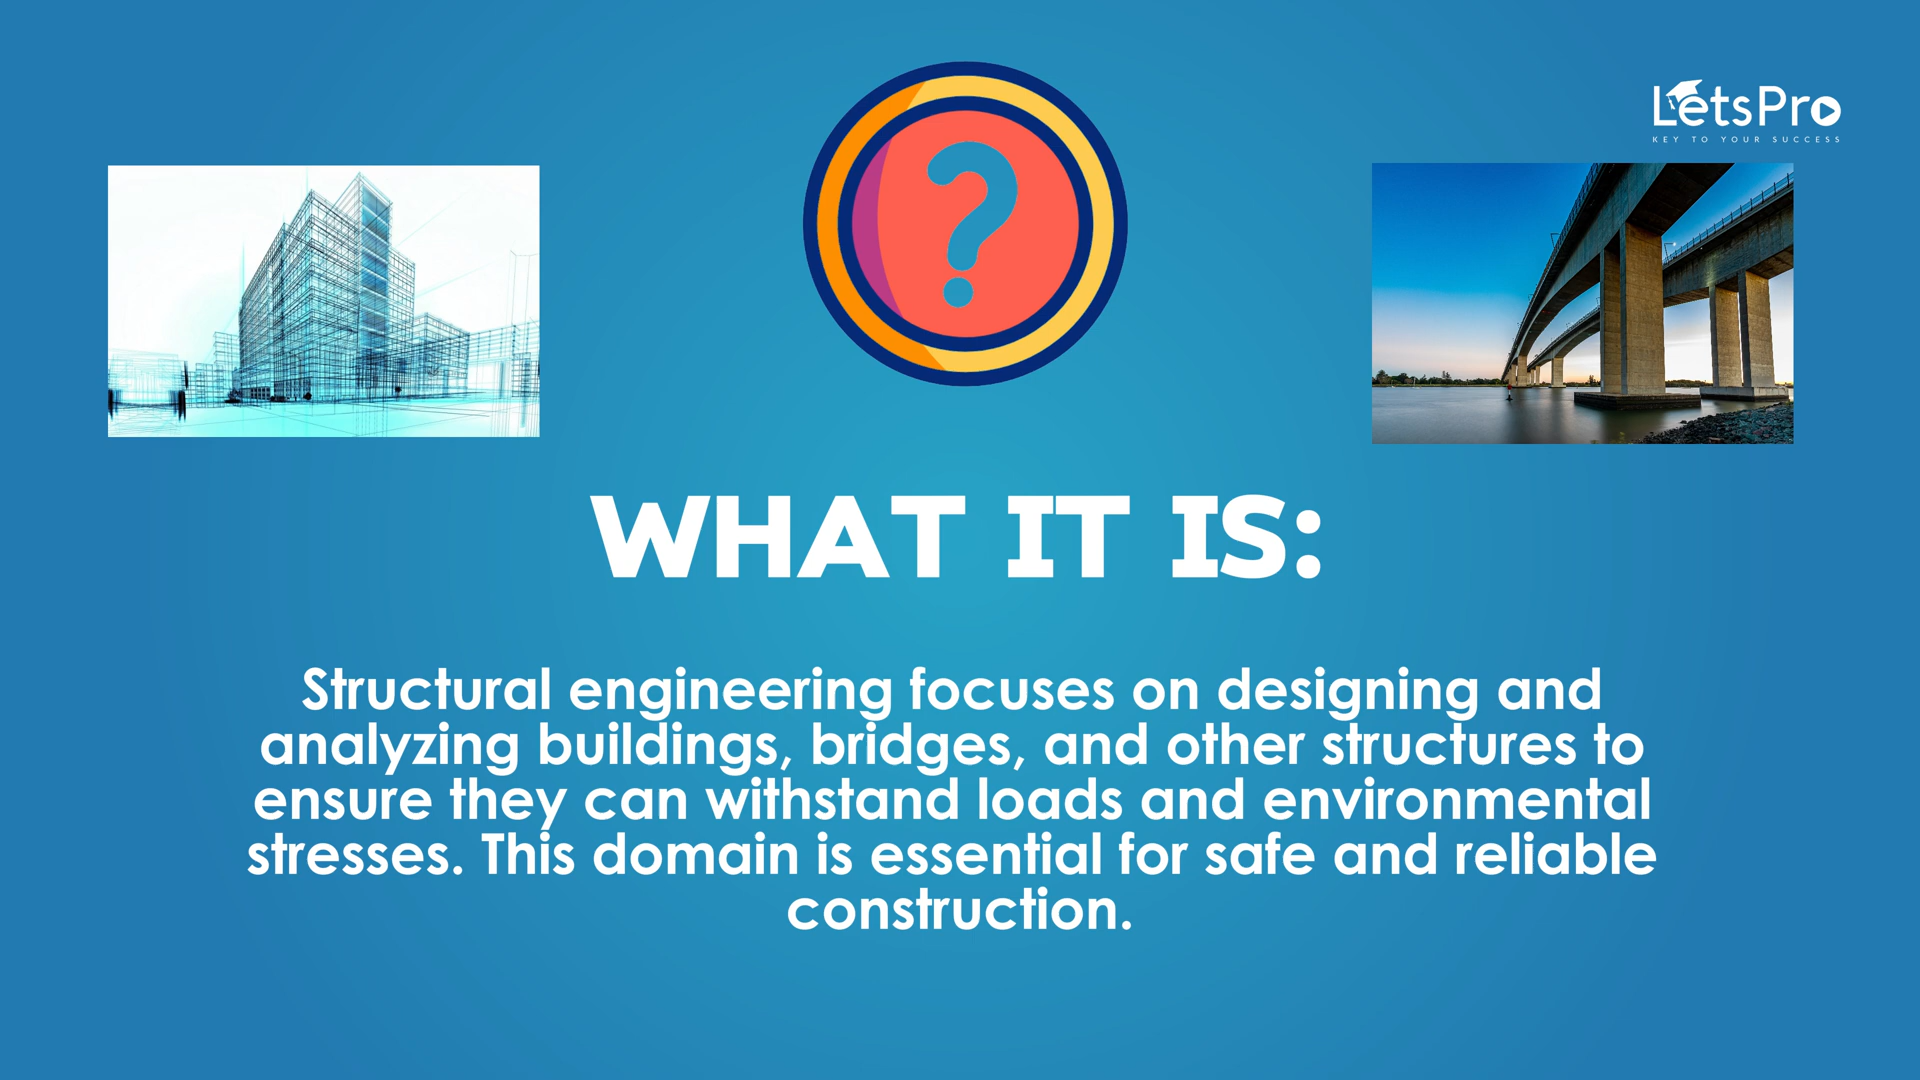 LetsPro
KEY TO YOUR SUCCESS
WHAT IT IS:
Structural engineering focuses on designing and
analyzing buildings, bridges, and other structures to
ensure they can withstand loads and environmental
stresses. This domain is essential for safe and reliable
construction.